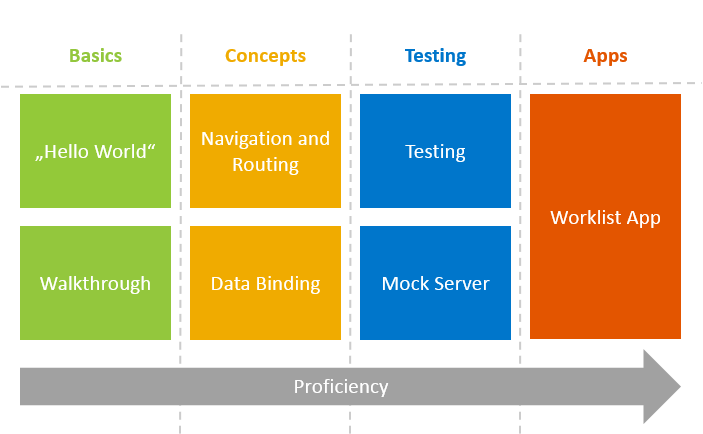 Basics
Concepts
Testing
Apps
„Hello World“
Navigation and
Routing
Testing
Worklist App
Walkthrough
Data Binding
Mock Server
Proficiency